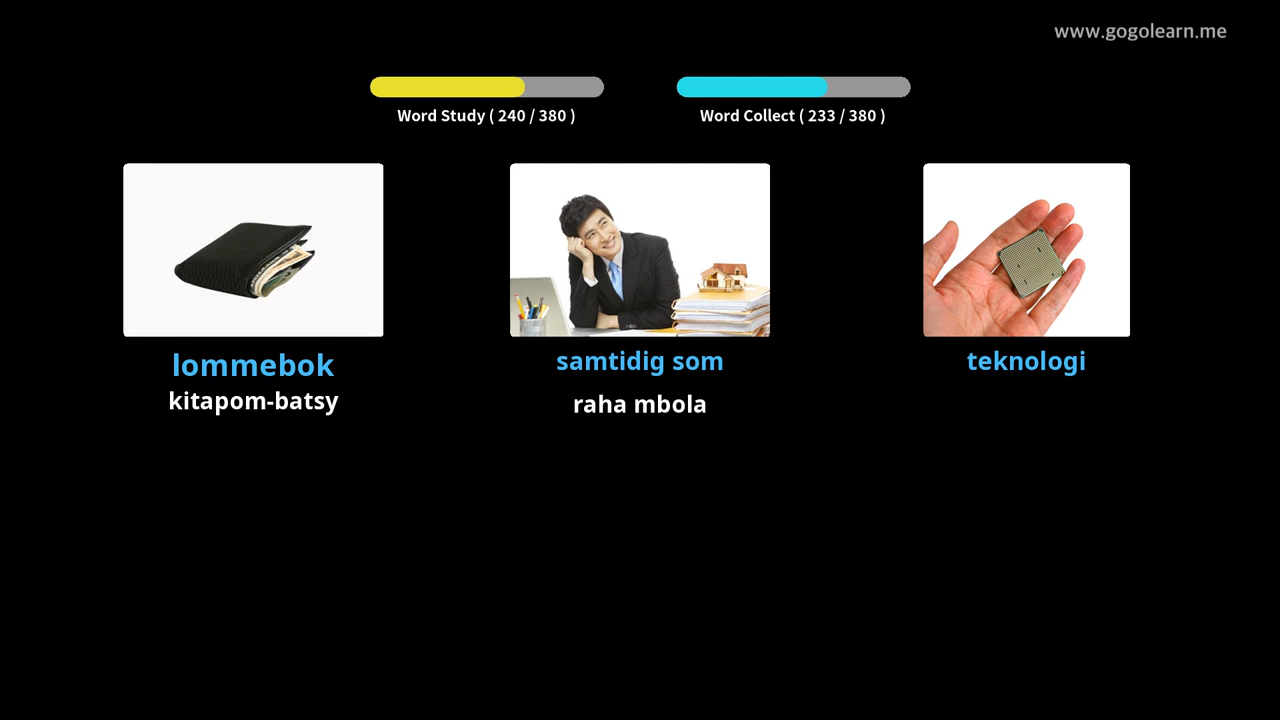 www.gogolearn.me
Word Study ( 240 / 380 )
Word Collect ( 233 / 380 )
lommebok
kitapom-batsy
samtidig som
raha mbola
teknologi